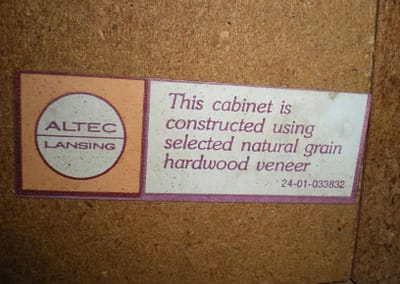 ALTEC
LANSING
This cabinet is
constructed using
selected natural grain
hardwood veneer
24-01-033832